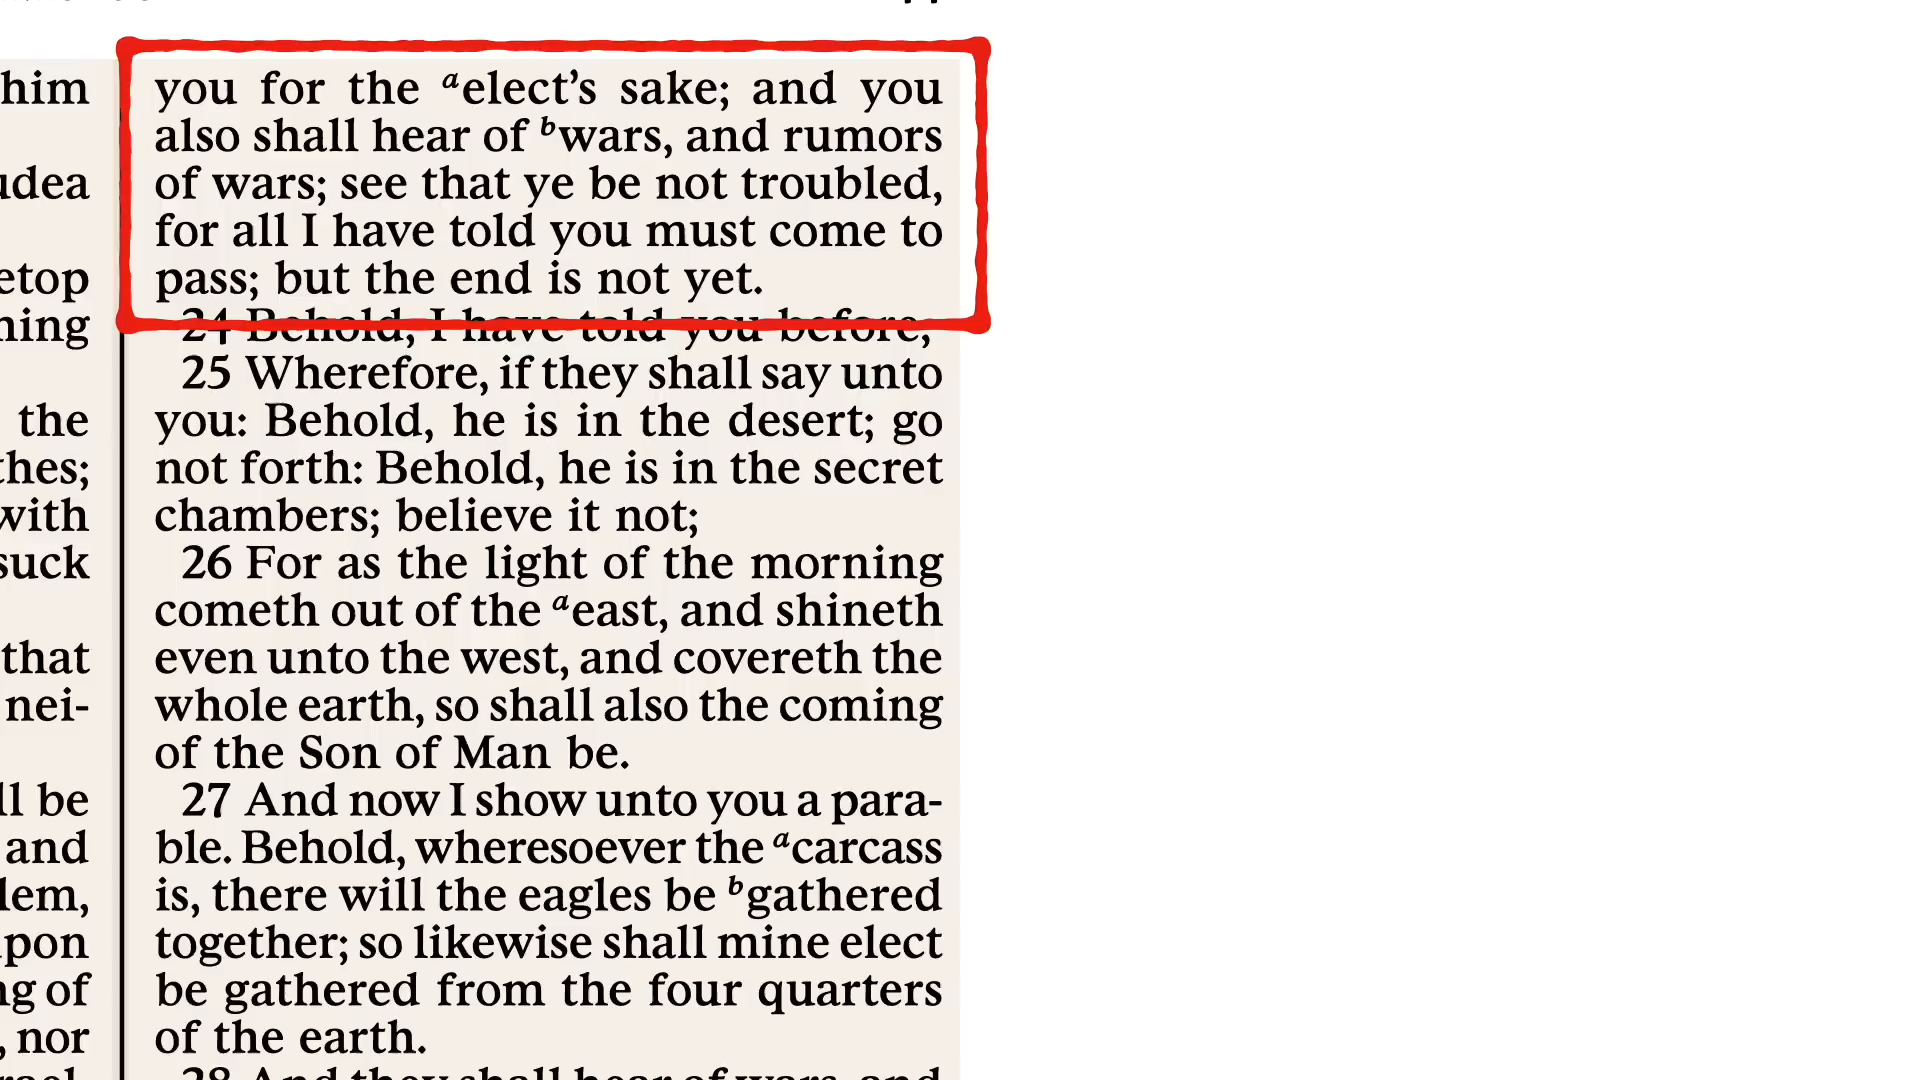 him
udea
etop
ning
the
thes;
with
suck
that
nei-
ll be
and
lem,
upon
ng of
, nor
you for the aelect’s sake; and you
also shall hear of bwars, and rumors
of wars; see that ye be not troubled,
for all I have told you must come to
pass; but the end is not yet.
24 Behold, I have told you before;
25 Wherefore, if they shall say unto
you: Behold, he is in the desert; go
not forth: Behold, he is in the secret
chambers; believe it not;
26 For as the light of the morning
cometh out of the aeast, and shineth
even unto the west, and covereth the
whole earth, so shall also the coming
of the Son of Man be.
27 And now I show unto you a para-
ble. Behold, wheresoever the acarcass
is, there will the eagles be bgathered
together; so likewise shall mine elect
be gathered from the four quarters
of the earth.
28 And they shall hear of wars, and